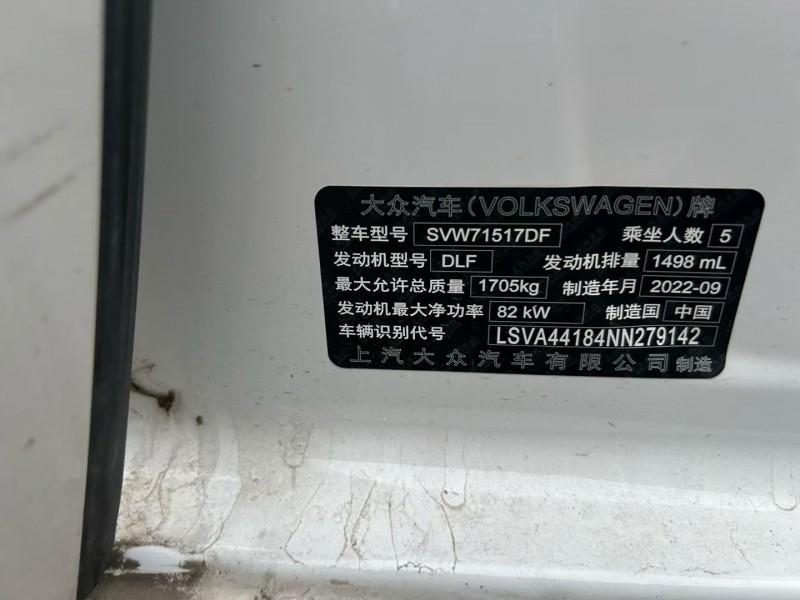 大众汽车(VOLKSWAGEN)牌
整车型号 SVW71517DF 乘坐人数 5
发动机型号 DLF 发动机排量 1498 mL
最大允许总质量 1705kg 制造年月 2022-09
发动机最大净功率 82 kW 制造国 中国
车辆识别代号 LSVA44184NN279142
上汽大众汽车有限公司 制造